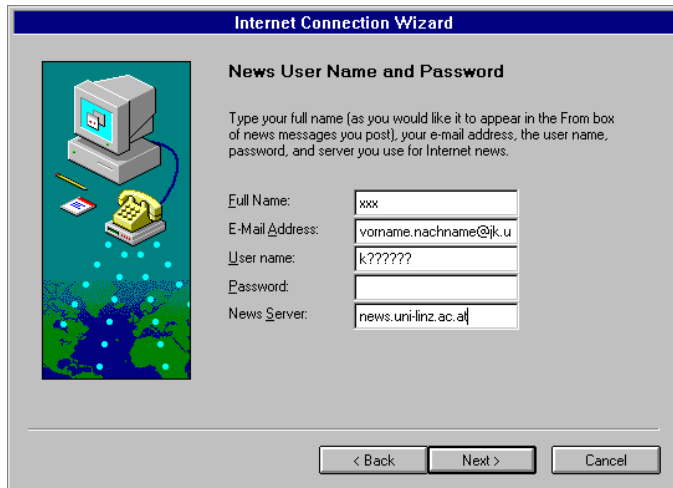 Internet Connection Wizard
News User Name and Password
Type your full name (as you would like it to appear in the From box
of news messages you post), your e-mail address, the user name,
password, and server you use for Internet news.
Full Name: xxx
E-Mail Address: vorname.nachname@jk.u
User name: k??????
Password:
News Server: news.uni-linz.ac.at
< Back Next > Cancel